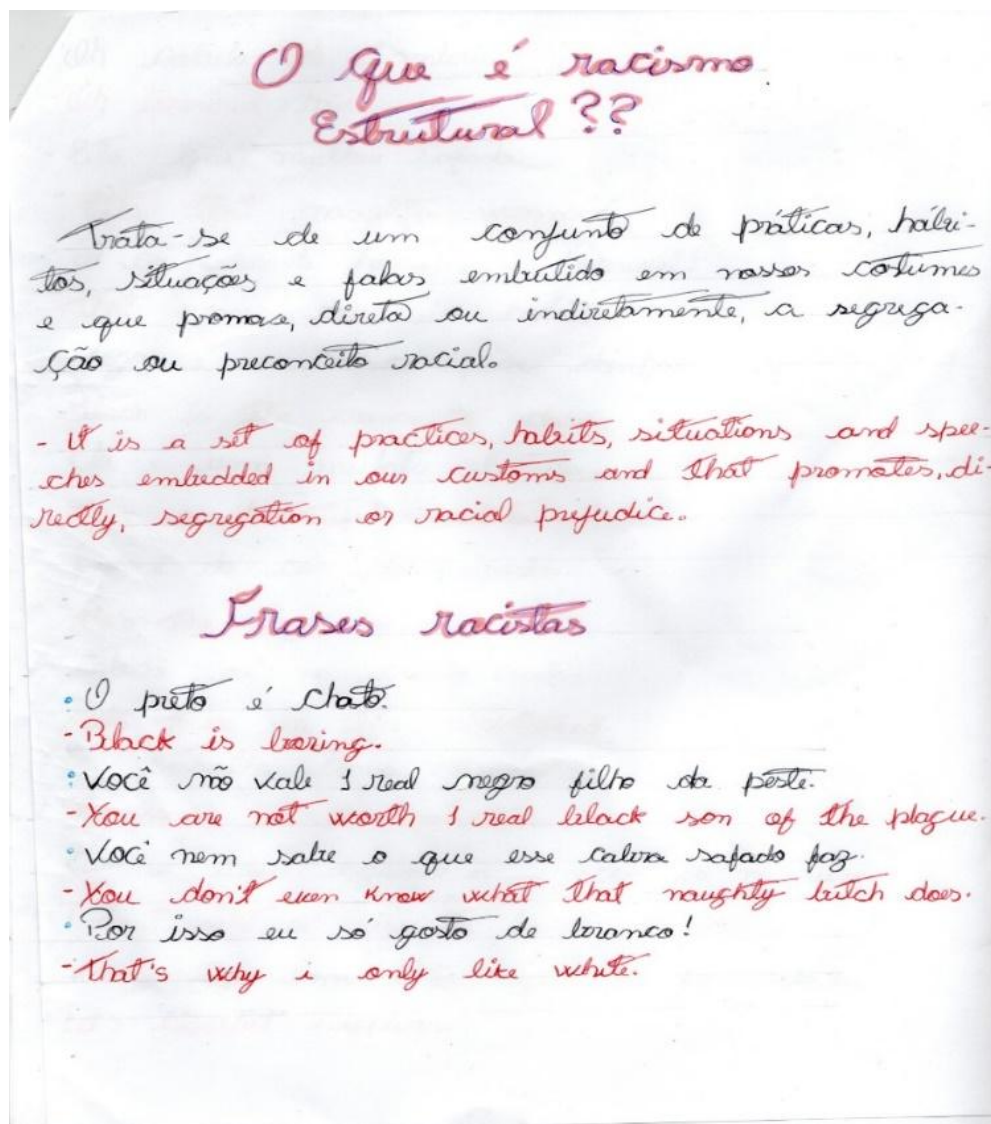 O que é racismo
Estrutural ??
Trata-se de um conjunto de práticas, hábi-
tos, situações e falas embutido em nossos costumes
e que promove, direta ou indiretamente, a segrega-
ção ou preconceito racial.
- It is a set of practices, habits, situations and spee-
ches embedded in our customs and that promotes, di-
rectly, segregation or racial prejudice.
Frases racistas
• O preto é chato.
- Black is boring.
• Você não vale 1 real negro filho da peste.
- You are not worth 1 real black son of the plague.
• Você nem sabe o que esse safado faz.
- You don't even know what that naughty bitch does.
• Por isso eu só gosto de branco!
- That's why i only like white.